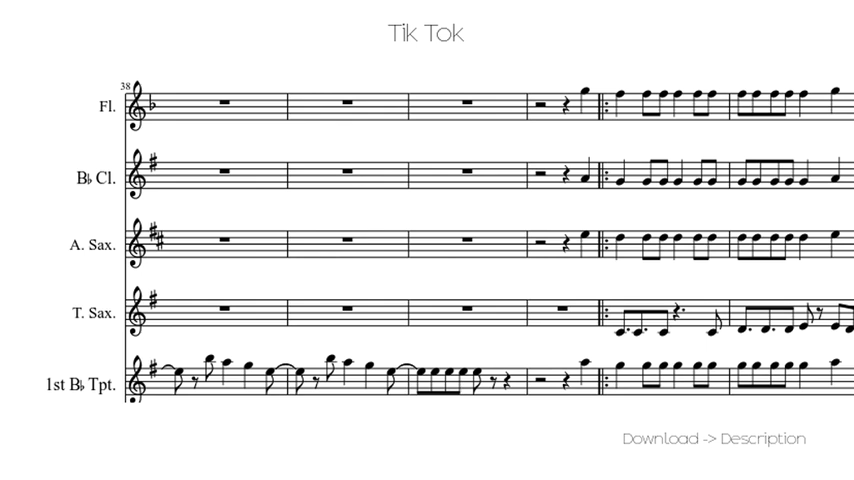 Tik Tok
38
Fl.
B♭ Cl.
A. Sax.
T. Sax.
1st B♭ Tpt.
Download -> Description